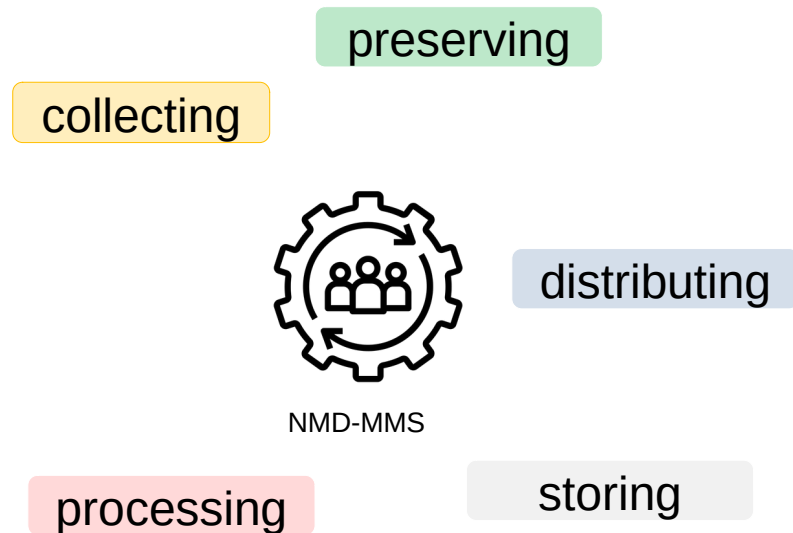 preserving
collecting
distributing
NMD-MMS
storing
processing